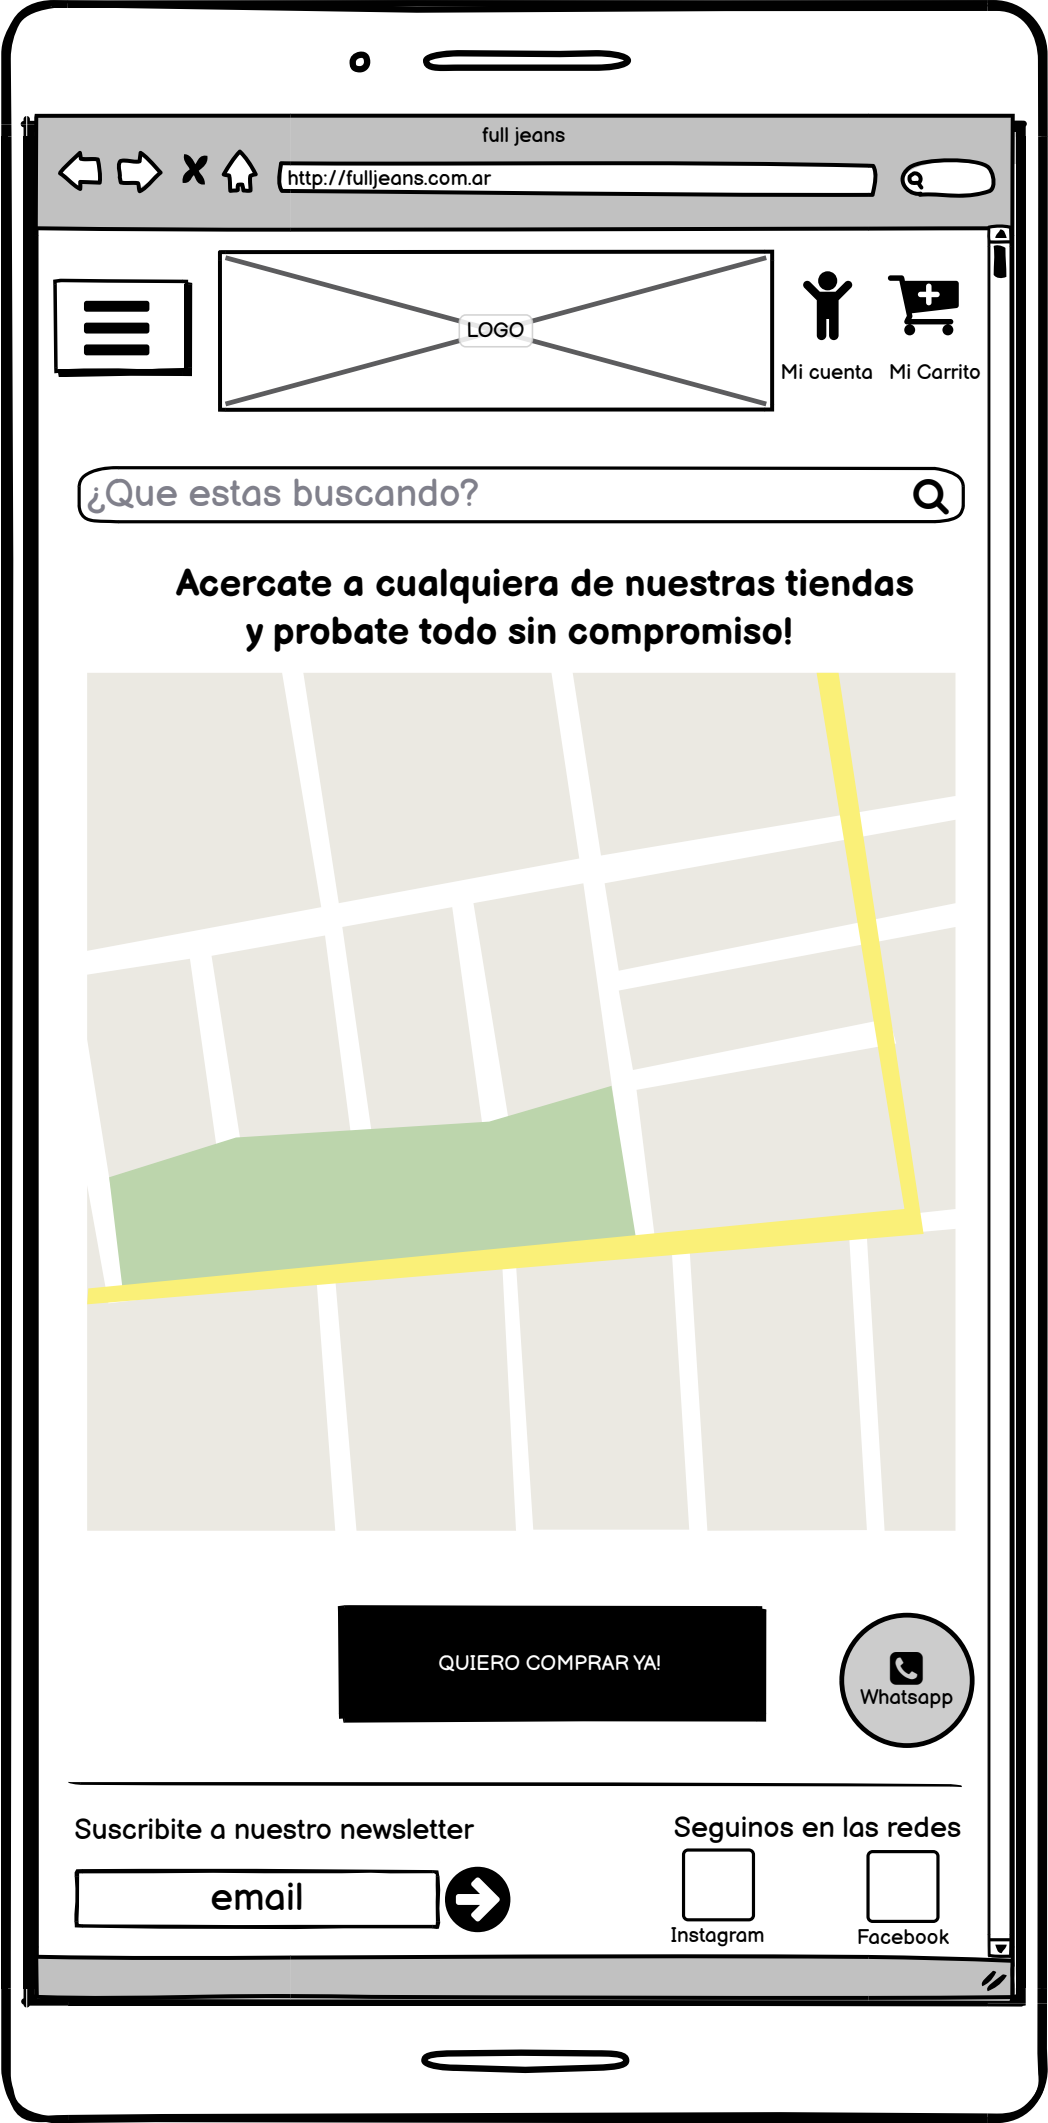 full jeans
http://fulljeans.com.ar
LOGO
Mi cuenta
Mi Carrito
¿Que estas buscando?
Acercate a cualquiera de nuestras tiendas
y probate todo sin compromiso!
QUIERO COMPRAR YA!
Whatsapp
Suscribite a nuestro newsletter
Seguinos en las redes
email
Instagram
Facebook